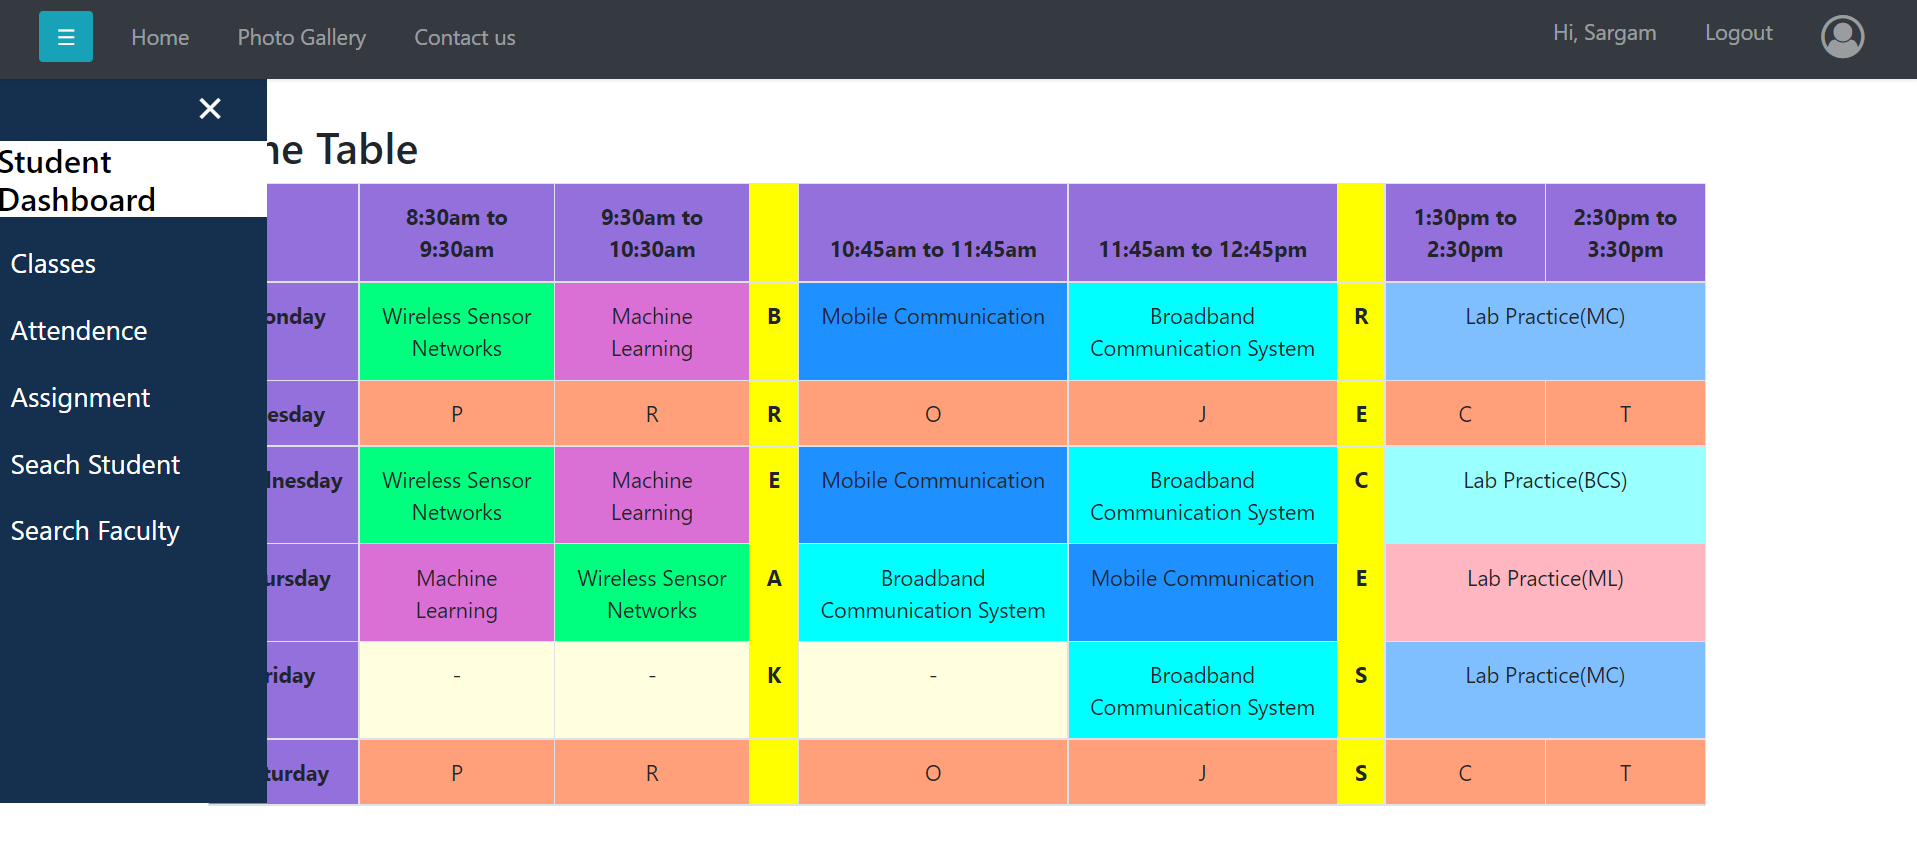 ☰ Home Photo Gallery Contact us Hi, Sargam Logout
×
Student
Dashboard
Classes
Attendence
Assignment
Seach Student
Search Faculty
ne Table
8:30am to
9:30am
9:30am to
10:30am
10:45am to 11:45am
11:45am to 12:45pm
1:30pm to
2:30pm
2:30pm to
3:30pm
onday
Wireless Sensor
Networks
Machine
Learning
B
Mobile Communication
Broadband
Communication System
R
Lab Practice(MC)
esday
P
R
R
O
J
E
C
T
lnesday
Wireless Sensor
Networks
Machine
Learning
E
Mobile Communication
Broadband
Communication System
C
Lab Practice(BCS)
ursday
Machine
Learning
Wireless Sensor
Networks
A
Broadband
Communication System
Mobile Communication
E
Lab Practice(ML)
riday
-
-
K
-
Broadband
Communication System
S
Lab Practice(MC)
turday
P
R
O
J
S
C
T